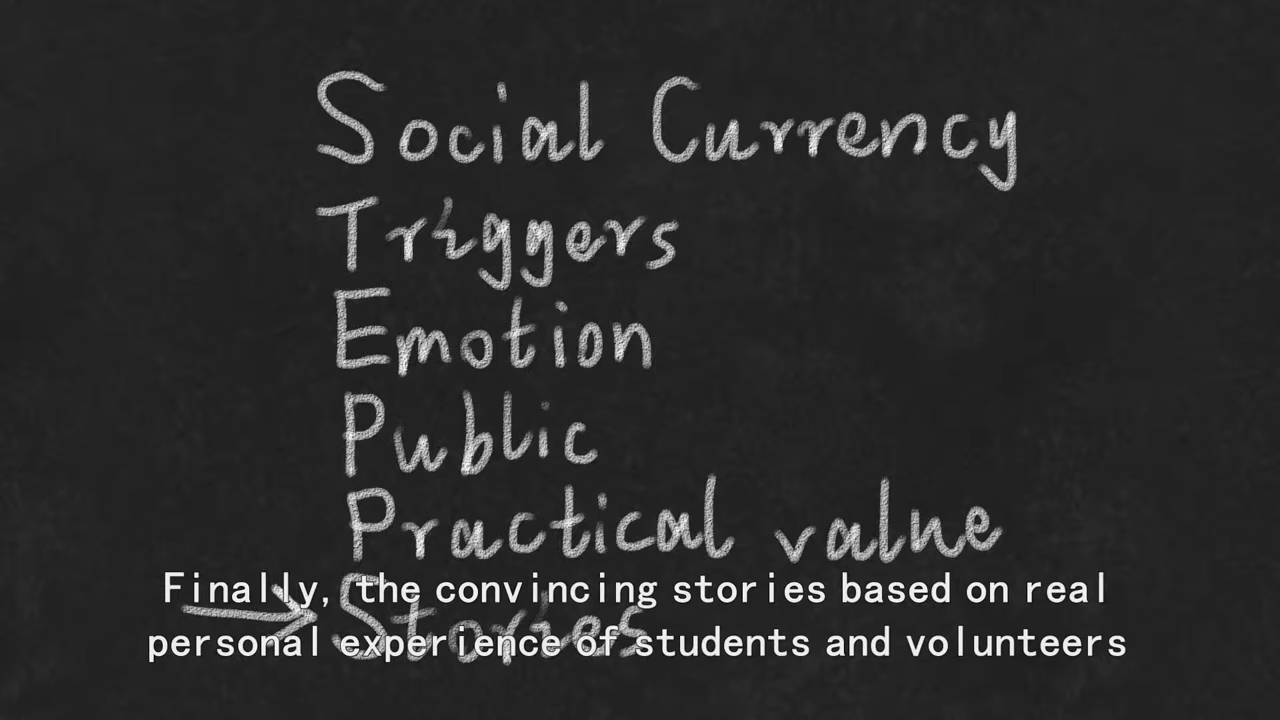 Social Currency
Triggers
Emotion
Public
Practical value
Stories
Finally, the convincing stories based on real
personal experience of students and volunteers